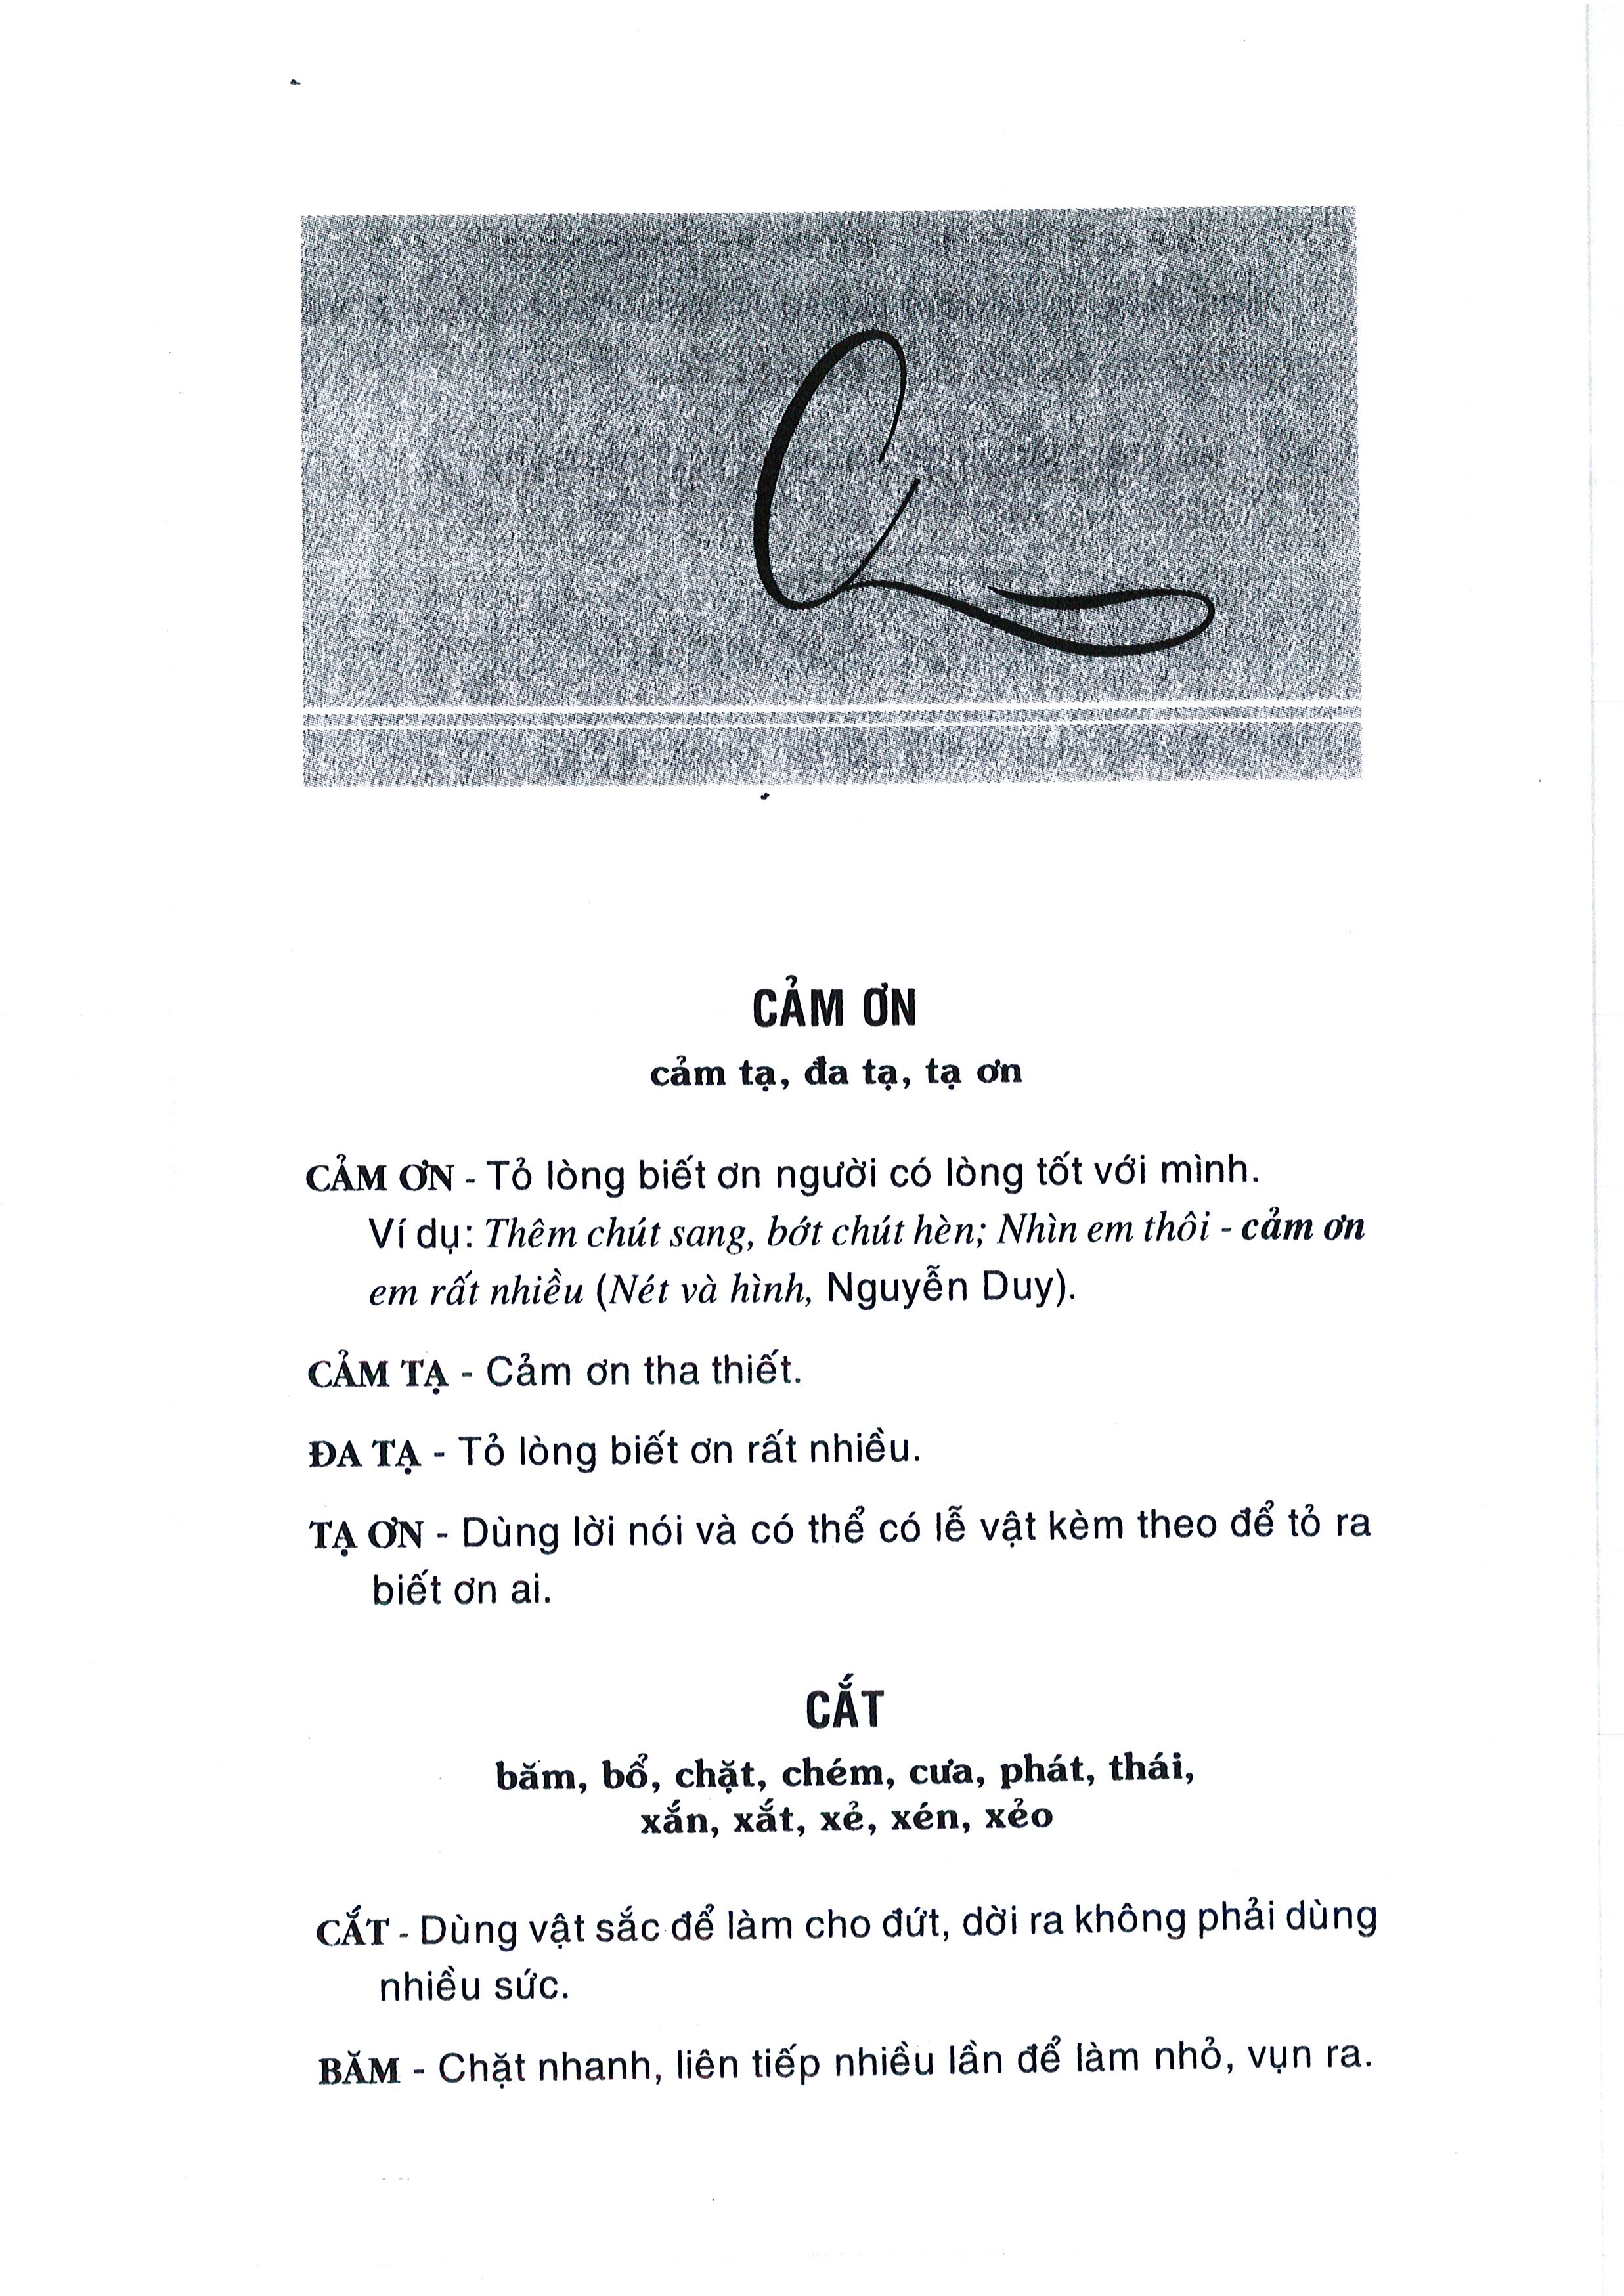 C
CẢM ƠN
cảm tạ, đa tạ, tạ ơn
CẢM ƠN - Tỏ lòng biết ơn người có lòng tốt với mình.
Ví dụ: Thêm chút sang, bớt chút hèn; Nhìn em thôi - cảm ơn
em rất nhiều (Nét và hình, Nguyễn Duy).
CẢM TẠ - Cảm ơn tha thiết.
ĐA TẠ - Tỏ lòng biết ơn rất nhiều.
TẠ ƠN - Dùng lời nói và có thể có lễ vật kèm theo để tỏ ra
biết ơn ai.
CẮT
băm, bổ, chặt, chém, cưa, phát, thái,
xắn, xắt, xẻ, xén, xẻo
CẮT - Dùng vật sắc để làm cho đứt, dời ra không phải dùng
nhiều sức.
BĂM - Chặt nhanh, liên tiếp nhiều lần để làm nhỏ, vụn ra.